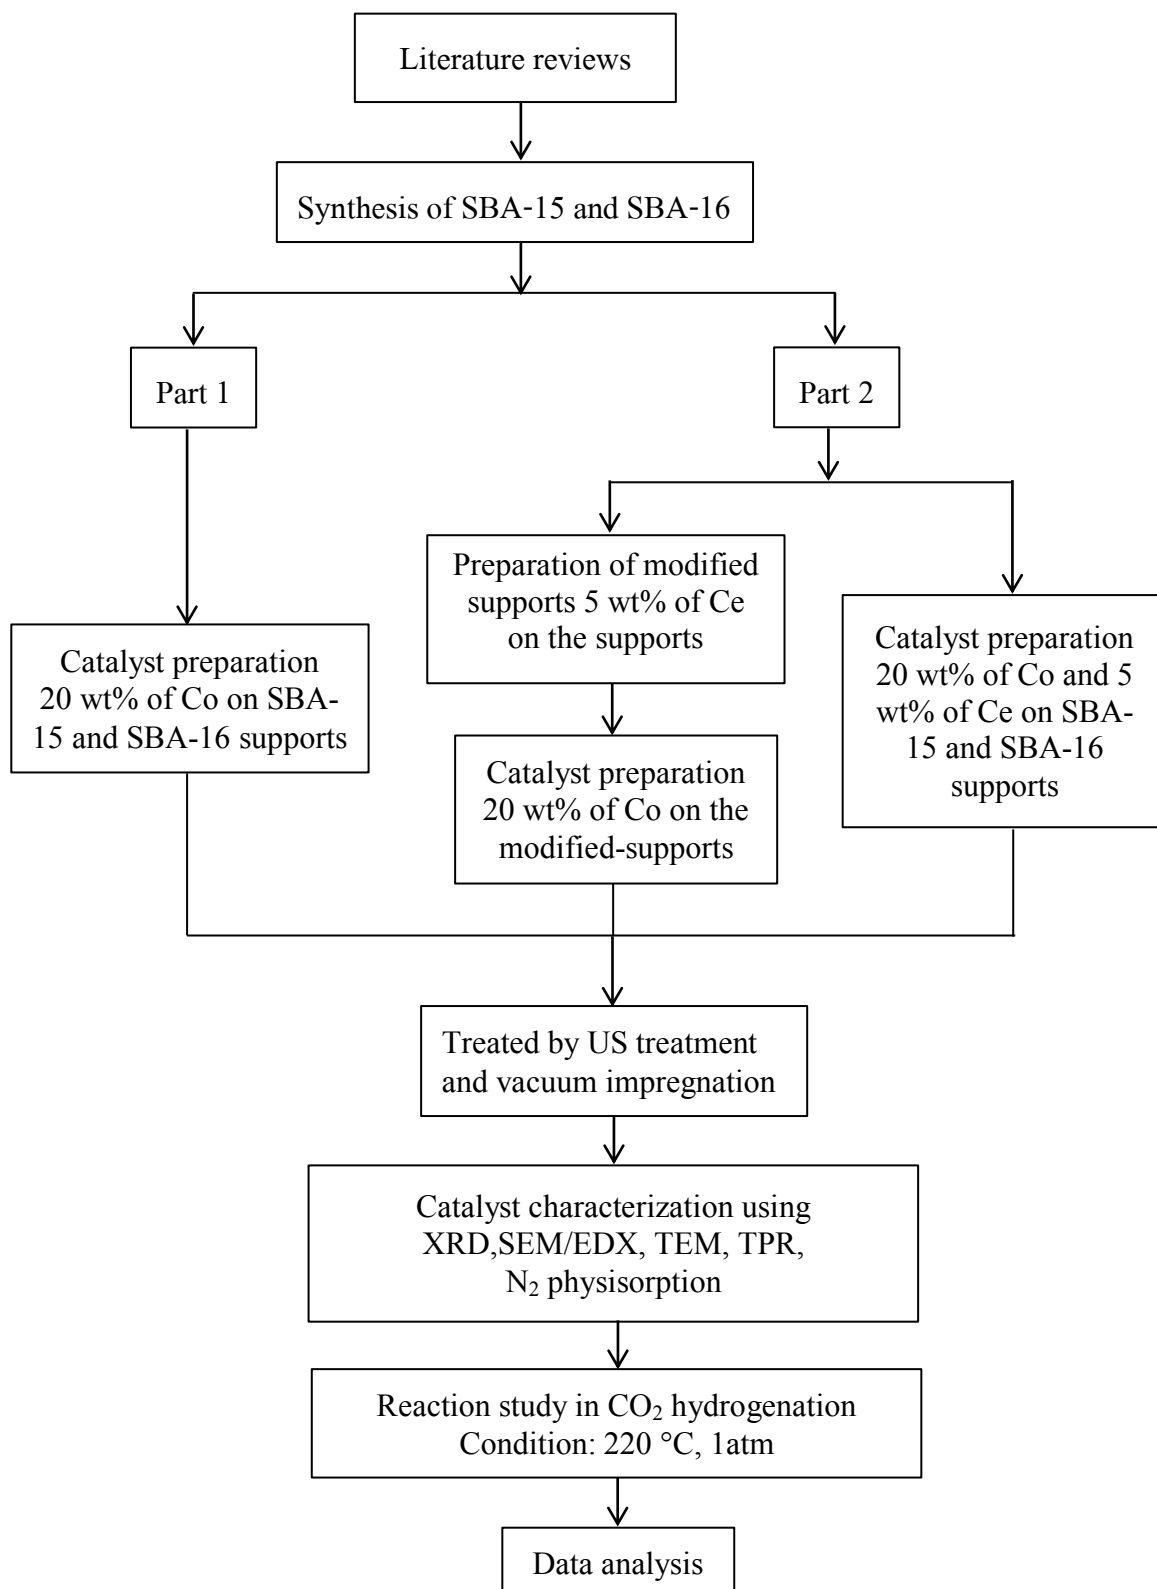 Literature reviews
Synthesis of SBA-15 and SBA-16
Part 1
Part 2
Preparation of modified
supports 5 wt% of Ce
on the supports
Catalyst preparation
20 wt% of Co on SBA-
15 and SBA-16 supports
Catalyst preparation
20 wt% of Co and 5
wt% of Ce on SBA-
15 and SBA-16
supports
Catalyst preparation
20 wt% of Co on the
modified-supports
Treated by US treatment
and vacuum impregnation
Catalyst characterization using
XRD,SEM/EDX, TEM, TPR,
N₂ physisorption
Reaction study in CO₂ hydrogenation
Condition: 220 °C, 1atm
Data analysis